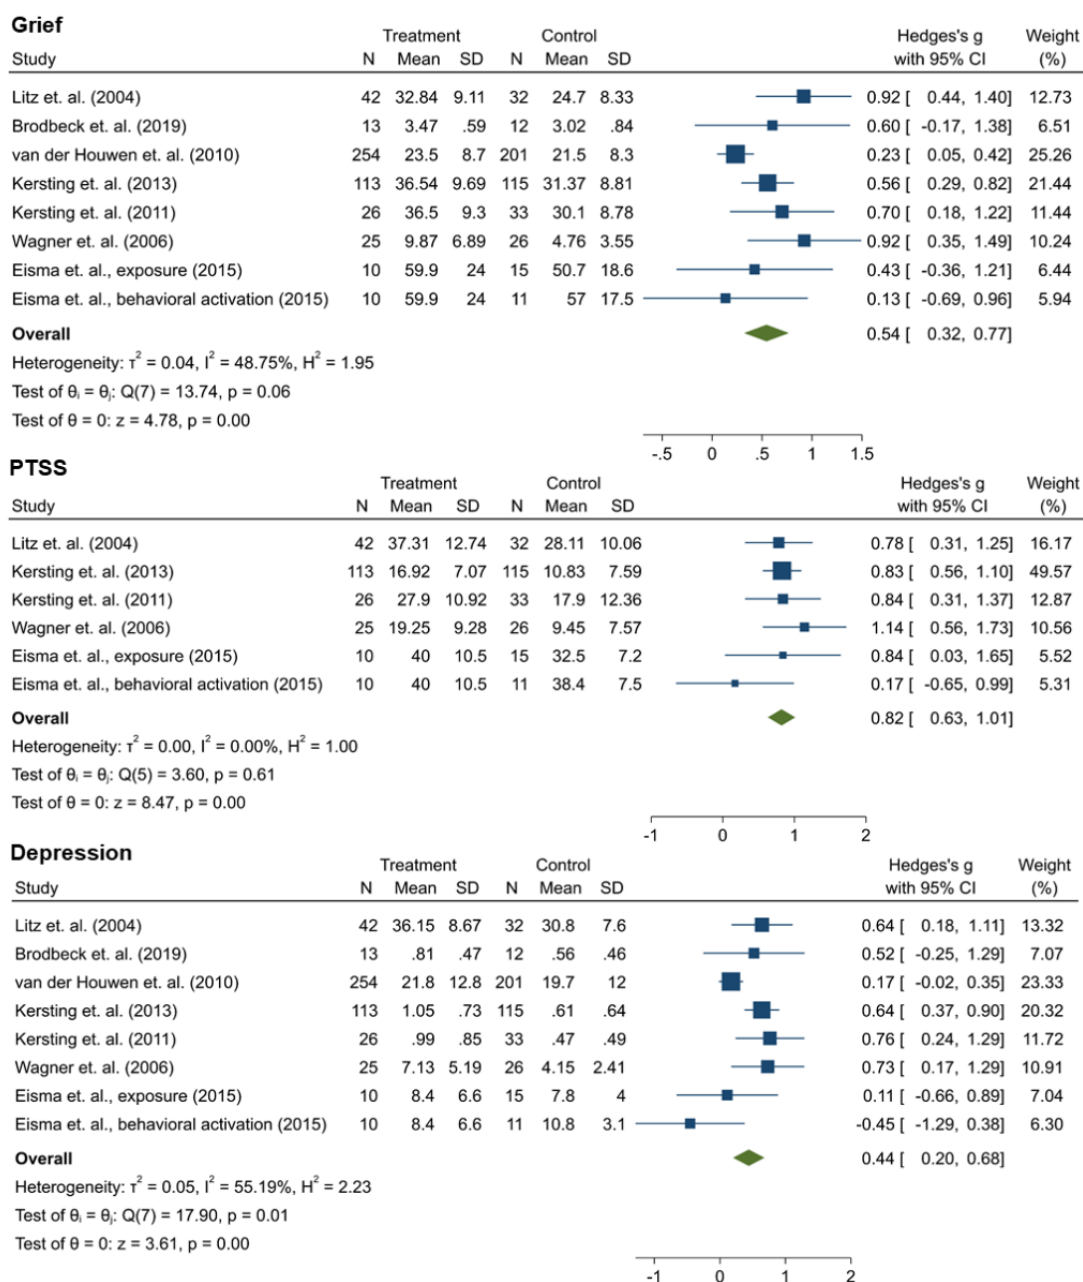 Grief
Treatment Control Hedges's g Weight
Study N Mean SD N Mean SD with 95% CI (%)
Litz et. al. (2004) 42 32.84 9.11 32 24.7 8.33 0.92 [ 0.44, 1.40] 12.73
Brodbeck et. al. (2019) 13 3.47 .59 12 3.02 .84 0.60 [ -0.17, 1.38] 6.51
van der Houwen et. al. (2010) 254 23.5 8.7 201 21.5 8.3 0.23 [ 0.05, 0.42] 25.26
Kersting et. al. (2013) 113 36.54 9.69 115 31.37 8.81 0.56 [ 0.29, 0.82] 21.44
Kersting et. al. (2011) 26 36.5 9.3 33 30.1 8.78 0.70 [ 0.18, 1.22] 11.44
Wagner et. al. (2006) 25 9.87 6.89 26 4.76 3.55 0.92 [ 0.35, 1.49] 10.24
Eisma et. al., exposure (2015) 10 59.9 24 15 50.7 18.6 0.43 [ -0.36, 1.21] 6.44
Eisma et. al., behavioral activation (2015) 10 59.9 24 11 57 17.5 0.13 [ -0.69, 0.96] 5.94
Overall 0.54 [ 0.32, 0.77]
Heterogeneity: τ² = 0.04, I² = 48.75%, H² = 1.95
Test of θᵢ = θⱼ: Q(7) = 13.74, p = 0.06
Test of θ = 0: z = 4.78, p = 0.00
-.5 0 .5 1 1.5
PTSS
Treatment Control Hedges's g Weight
Study N Mean SD N Mean SD with 95% CI (%)
Litz et. al. (2004) 42 37.31 12.74 32 28.11 10.06 0.78 [ 0.31, 1.25] 16.17
Kersting et. al. (2013) 113 16.92 7.07 115 10.83 7.59 0.83 [ 0.56, 1.10] 49.57
Kersting et. al. (2011) 26 27.9 10.92 33 17.9 12.36 0.84 [ 0.31, 1.37] 12.87
Wagner et. al. (2006) 25 19.25 9.28 26 9.45 7.57 1.14 [ 0.56, 1.73] 10.56
Eisma et. al., exposure (2015) 10 40 10.5 15 32.5 7.2 0.84 [ 0.03, 1.65] 5.52
Eisma et. al., behavioral activation (2015) 10 40 10.5 11 38.4 7.5 0.17 [ -0.65, 0.99] 5.31
Overall 0.82 [ 0.63, 1.01]
Heterogeneity: τ² = 0.00, I² = 0.00%, H² = 1.00
Test of θᵢ = θⱼ: Q(5) = 3.60, p = 0.61
Test of θ = 0: z = 8.47, p = 0.00
-1 0 1 2
Depression
Treatment Control Hedges's g Weight
Study N Mean SD N Mean SD with 95% CI (%)
Litz et. al. (2004) 42 36.15 8.67 32 30.8 7.6 0.64 [ 0.18, 1.11] 13.32
Brodbeck et. al. (2019) 13 .81 .47 12 .56 .46 0.52 [ -0.25, 1.29] 7.07
van der Houwen et. al. (2010) 254 21.8 12.8 201 19.7 12 0.17 [ -0.02, 0.35] 23.33
Kersting et. al. (2013) 113 1.05 .73 115 .61 .64 0.64 [ 0.37, 0.90] 20.32
Kersting et. al. (2011) 26 .99 .85 33 .47 .49 0.76 [ 0.24, 1.29] 11.72
Wagner et. al. (2006) 25 7.13 5.19 26 4.15 2.41 0.73 [ 0.17, 1.29] 10.91
Eisma et. al., exposure (2015) 10 8.4 6.6 15 7.8 4 0.11 [ -0.66, 0.89] 7.04
Eisma et. al., behavioral activation (2015) 10 8.4 6.6 11 10.8 3.1 -0.45 [ -1.29, 0.38] 6.30
Overall 0.44 [ 0.20, 0.68]
Heterogeneity: τ² = 0.05, I² = 55.19%, H² = 2.23
Test of θᵢ = θⱼ: Q(7) = 17.90, p = 0.01
Test of θ = 0: z = 3.61, p = 0.00
-1 0 1 2